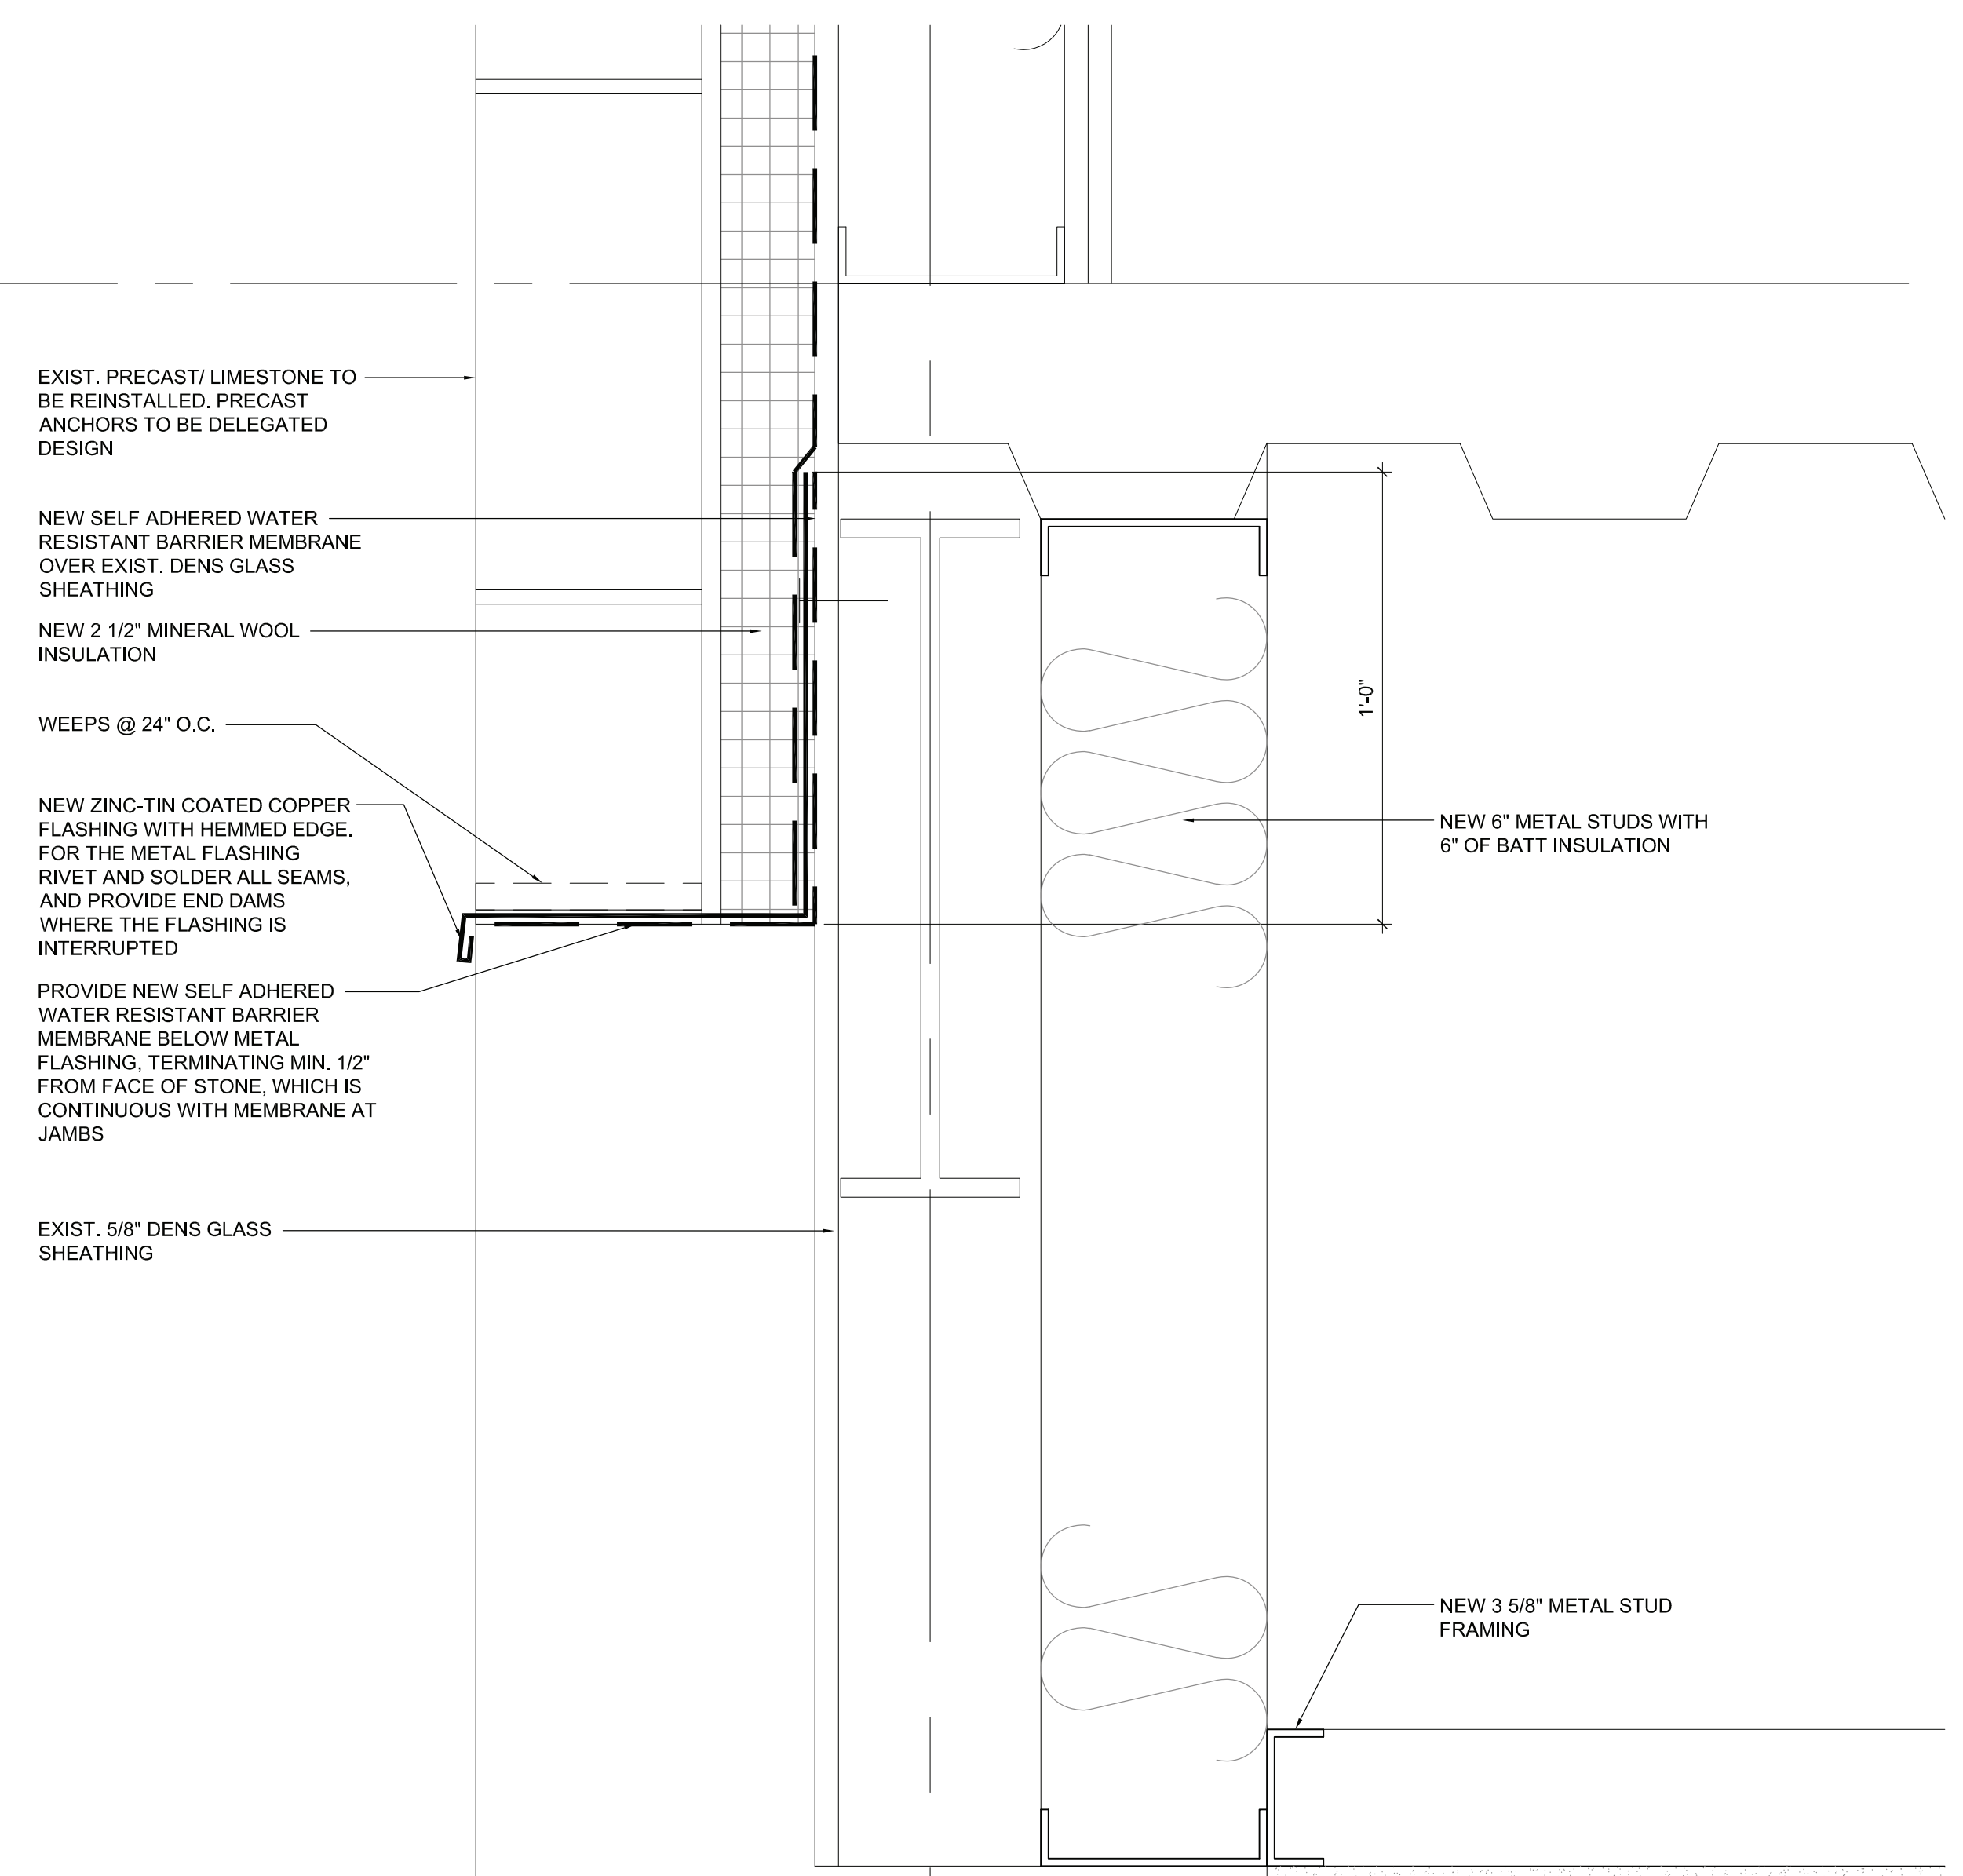 EXIST. PRECAST/ LIMESTONE TO
BE REINSTALLED. PRECAST
ANCHORS TO BE DELEGATED
DESIGN
NEW SELF ADHERED WATER
RESISTANT BARRIER MEMBRANE
OVER EXIST. DENS GLASS
SHEATHING
NEW 2 1/2" MINERAL WOOL
INSULATION
WEEPS @ 24" O.C.
NEW ZINC-TIN COATED COPPER
FLASHING WITH HEMMED EDGE.
FOR THE METAL FLASHING
RIVET AND SOLDER ALL SEAMS,
AND PROVIDE END DAMS
WHERE THE FLASHING IS
INTERRUPTED
PROVIDE NEW SELF ADHERED
WATER RESISTANT BARRIER
MEMBRANE BELOW METAL
FLASHING, TERMINATING MIN. 1/2"
FROM FACE OF STONE, WHICH IS
CONTINUOUS WITH MEMBRANE AT
JAMBS
EXIST. 5/8" DENS GLASS
SHEATHING
1'-0"
NEW 6" METAL STUDS WITH
6" OF BATT INSULATION
NEW 3 5/8" METAL STUD
FRAMING